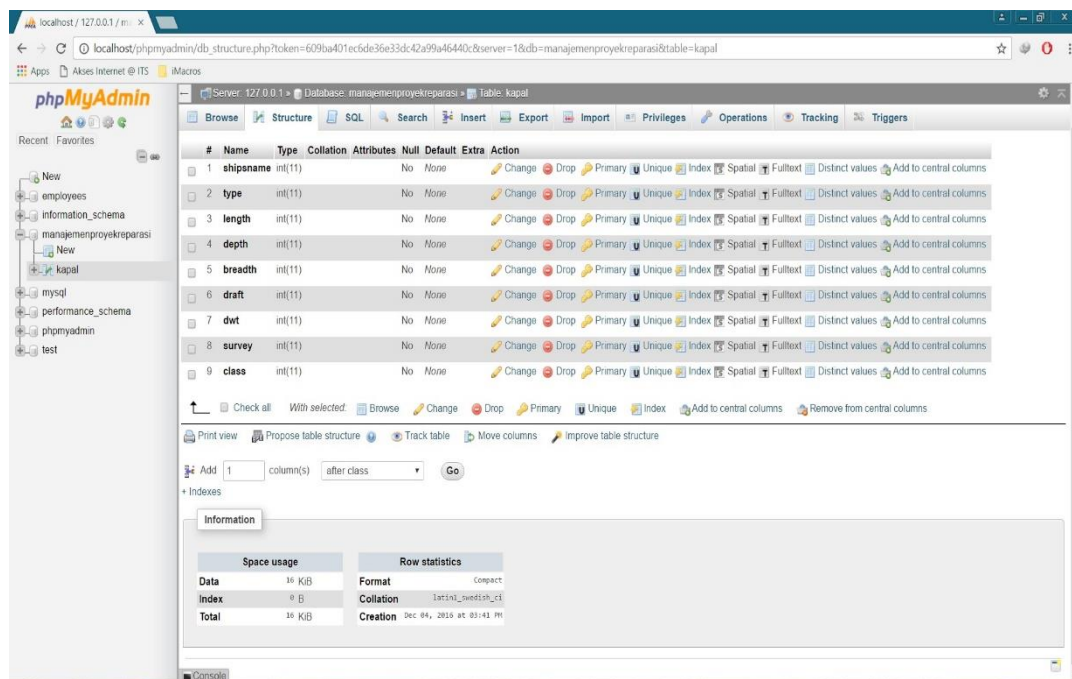 localhost / 127.0.0.1 / m
localhost/phpmyadmin/db_structure.php?token=609ba401ec6de36e33dc42a99a46440c&server=1&db=manajemenproyekreparasi&table=kapal
Apps Akses Internet @ ITS iMacros
phpMyAdmin
Recent Favorites
New
employees
information_schema
manajemenproyekreparasi
New
kapal
mysql
performance_schema
phpmyadmin
test
Server: 127.0.0.1 » Database: manajemenproyekreparasi » Table: kapal
Browse Structure SQL Search Insert Export Import Privileges Operations Tracking Triggers
# Name Type Collation Attributes Null Default Extra Action
1 shipsname int(11) No None Change Drop Primary Unique Index Spatial Fulltext Distinct values Add to central columns
2 type int(11) No None Change Drop Primary Unique Index Spatial Fulltext Distinct values Add to central columns
3 length int(11) No None Change Drop Primary Unique Index Spatial Fulltext Distinct values Add to central columns
4 depth int(11) No None Change Drop Primary Unique Index Spatial Fulltext Distinct values Add to central columns
5 breadth int(11) No None Change Drop Primary Unique Index Spatial Fulltext Distinct values Add to central columns
6 draft int(11) No None Change Drop Primary Unique Index Spatial Fulltext Distinct values Add to central columns
7 dwt int(11) No None Change Drop Primary Unique Index Spatial Fulltext Distinct values Add to central columns
8 survey int(11) No None Change Drop Primary Unique Index Spatial Fulltext Distinct values Add to central columns
9 class int(11) No None Change Drop Primary Unique Index Spatial Fulltext Distinct values Add to central columns
Check all With selected: Browse Change Drop Primary Unique Index Add to central columns Remove from central columns
Print view Propose table structure Track table Move columns Improve table structure
Add 1 column(s) after class Go
+ Indexes
Information
Space usage
Data 16 KiB
Index 0 B
Total 16 KiB
Row statistics
Format Compact
Collation latin1_swedish_ci
Creation Dec 04, 2016 at 03:41 PM
Console